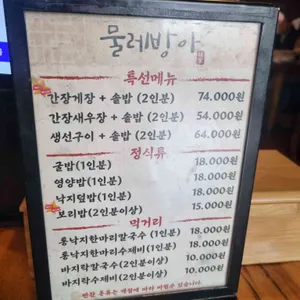 물레방아
특선메뉴
간장게장 + 솥밥 (2인분) 74.000원
간장새우장 + 솥밥 (2인분) 54.000원
생선구이 + 솥밥 (2인분) 64.000원
정식류
굴밥(1인분) 18.000원
영양밥(1인분) 18.000원
낙지덮밥(1인분) 18.000원
보리밥(2인분이상) 15.000원
먹거리
통낙지한마리칼국수(1인분) 18.000원
통낙지한마리수제비(1인분) 18.000원
바지락칼국수(2인분이상) 10.000원
바지락수제비(2인분이상) 10.000원